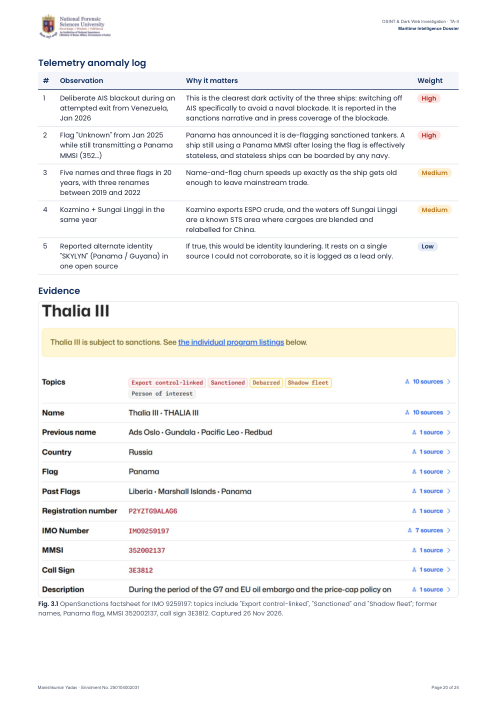 National Forensic
Sciences University
OSINT & Dark Web Investigation · TA-II
Maritime Intelligence Dossier
Telemetry anomaly log
# Observation Why it matters Weight
1 Deliberate AIS blackout during an This is the clearest dark activity of the three ships: switching off High
attempted exit from Venezuela, AIS specifically to avoid a naval blockade. It is reported in the
Jan 2026 sanctions narrative and in press coverage of the blockade.
2 Flag "Unknown" from Jan 2025 Panama has announced it is de-flagging sanctioned tankers. A High
while still transmitting a Panama ship still using a Panama MMSI after losing the flag is effectively
MMSI (352…) stateless, and stateless ships can be boarded by any navy.
3 Five names and three flags in 20 Name-and-flag churn speeds up exactly as the ship gets old Medium
years, with three renames enough to leave mainstream trade.
between 2019 and 2022
4 Kozmino + Sungai Linggi in the Kozmino exports ESPO crude, and the waters off Sungai Linggi Medium
same year are a known STS area where cargoes are blended and
relabelled for China.
5 Reported alternate identity If true, this would be identity laundering. It rests on a single Low
"SKYLYN" (Panama / Guyana) in source I could not corroborate, so it is logged as a lead only.
one open source
Evidence
Thalia III
Thalia III is subject to sanctions. See the individual program listings below.
Topics Export control-linked Sanctioned Debarred Shadow fleet 10 sources
Person of interest
Name Thalia III · THALIA III 10 sources
Previous name Ads Oslo · Gundala · Pacific Leo · Redbud 1 source
Country Russia 1 source
Flag Panama 1 source
Past Flags Liberia · Marshall Islands · Panama 1 source
Registration number P2YZTG9ALAG6 1 source
IMO Number IMO9259197 7 sources
MMSI 352002137 1 source
Call Sign 3E3812 1 source
Description During the period of the G7 and EU oil embargo and the price-cap policy on 1 source
Fig. 3.1 OpenSanctions factsheet for IMO 9259197: topics include "Export control-linked", "Sanctioned" and "Shadow fleet"; former
names, Panama flag, MMSI 352002137, call sign 3E3812. Captured 26 Nov 2026.
Page 20 of 24